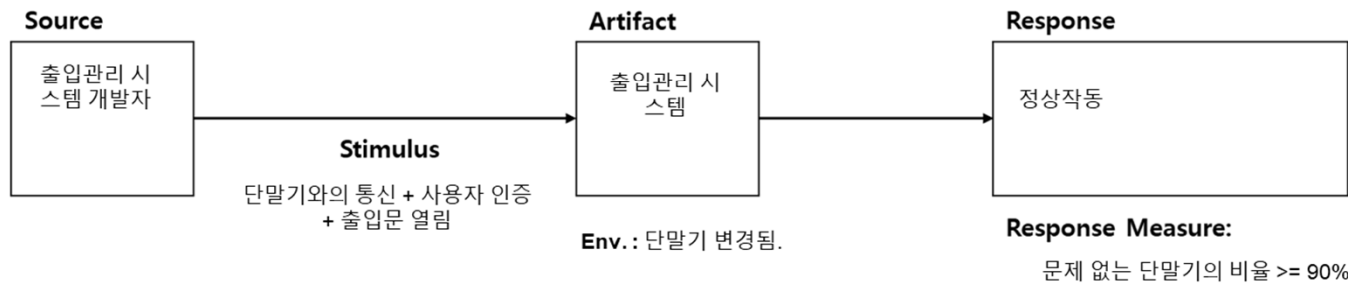 Source
출입관리 시
스템 개발자
Stimulus
단말기와의 통신 + 사용자 인증
+ 출입문 열림
Artifact
출입관리 시
스템
Env. : 단말기 변경됨.
Response
정상작동
Response Measure:
문제 없는 단말기의 비율 >= 90%